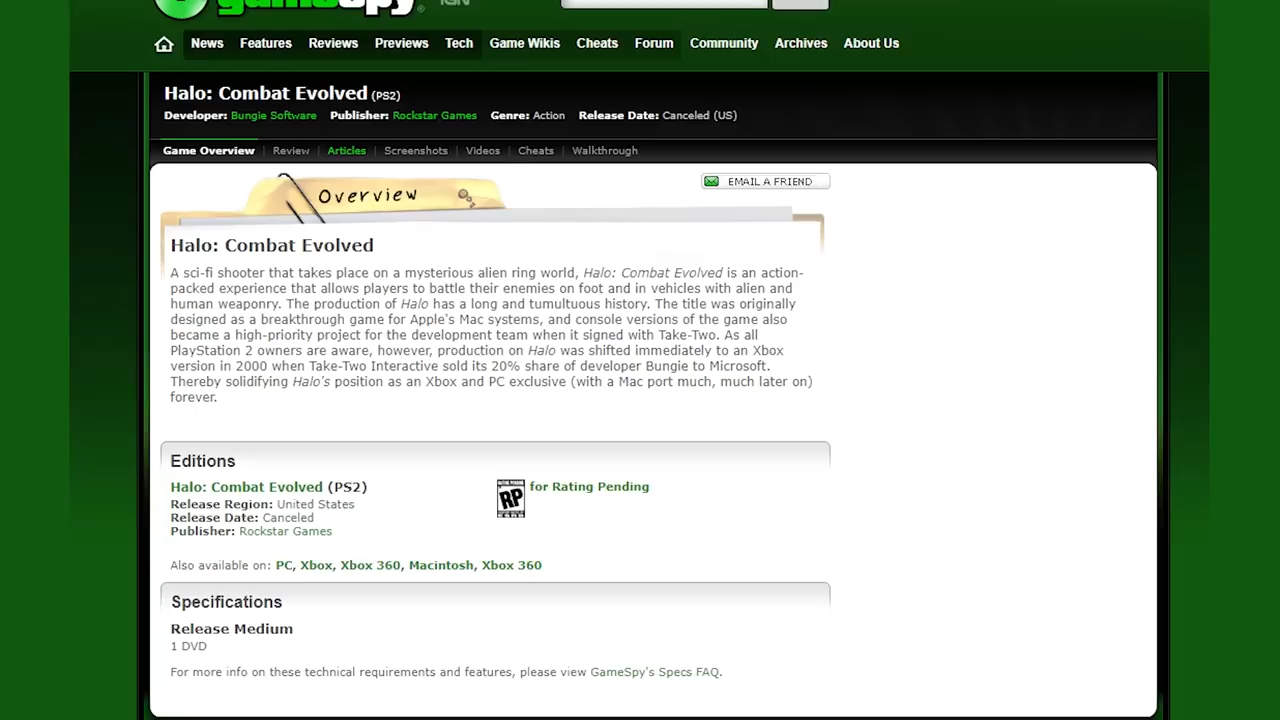 gamespy IGN
News Features Reviews Previews Tech Game Wikis Cheats Forum Community Archives About Us
Halo: Combat Evolved (PS2)
Developer: Bungie Software Publisher: Rockstar Games Genre: Action Release Date: Canceled (US)
Game Overview | Review | Articles | Screenshots | Videos | Cheats | Walkthrough
Overview
EMAIL A FRIEND
Halo: Combat Evolved
A sci-fi shooter that takes place on a mysterious alien ring world, Halo: Combat Evolved is an action-
packed experience that allows players to battle their enemies on foot and in vehicles with alien and
human weaponry. The production of Halo has a long and tumultuous history. The title was originally
designed as a breakthrough game for Apple's Mac systems, and console versions of the game also
became a high-priority project for the development team when it signed with Take-Two. As all
PlayStation 2 owners are aware, however, production on Halo was shifted immediately to an Xbox
version in 2000 when Take-Two Interactive sold its 20% share of developer Bungie to Microsoft.
Thereby solidifying Halo's position as an Xbox and PC exclusive (with a Mac port much, much later on)
forever.
Editions
Halo: Combat Evolved (PS2)
Release Region: United States
Release Date: Canceled
Publisher: Rockstar Games
RP for Rating Pending
Also available on: PC, Xbox, Xbox 360, Macintosh, Xbox 360
Specifications
Release Medium
1 DVD
For more info on these technical requirements and features, please view GameSpy's Specs FAQ.